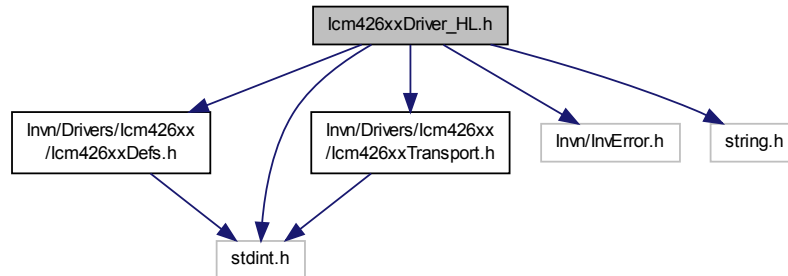 Icm426xxDriver_HL.h
Invn/Drivers/Icm426xx
/Icm426xxDefs.h
Invn/Drivers/Icm426xx
/Icm426xxTransport.h
Invn/InvError.h
string.h
stdint.h